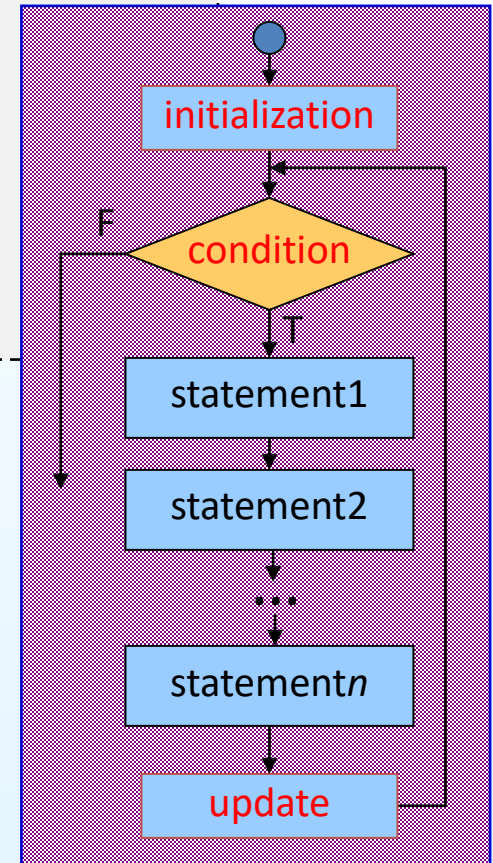 initialization
F
condition
T
statement1
statement2
...
statementn
update